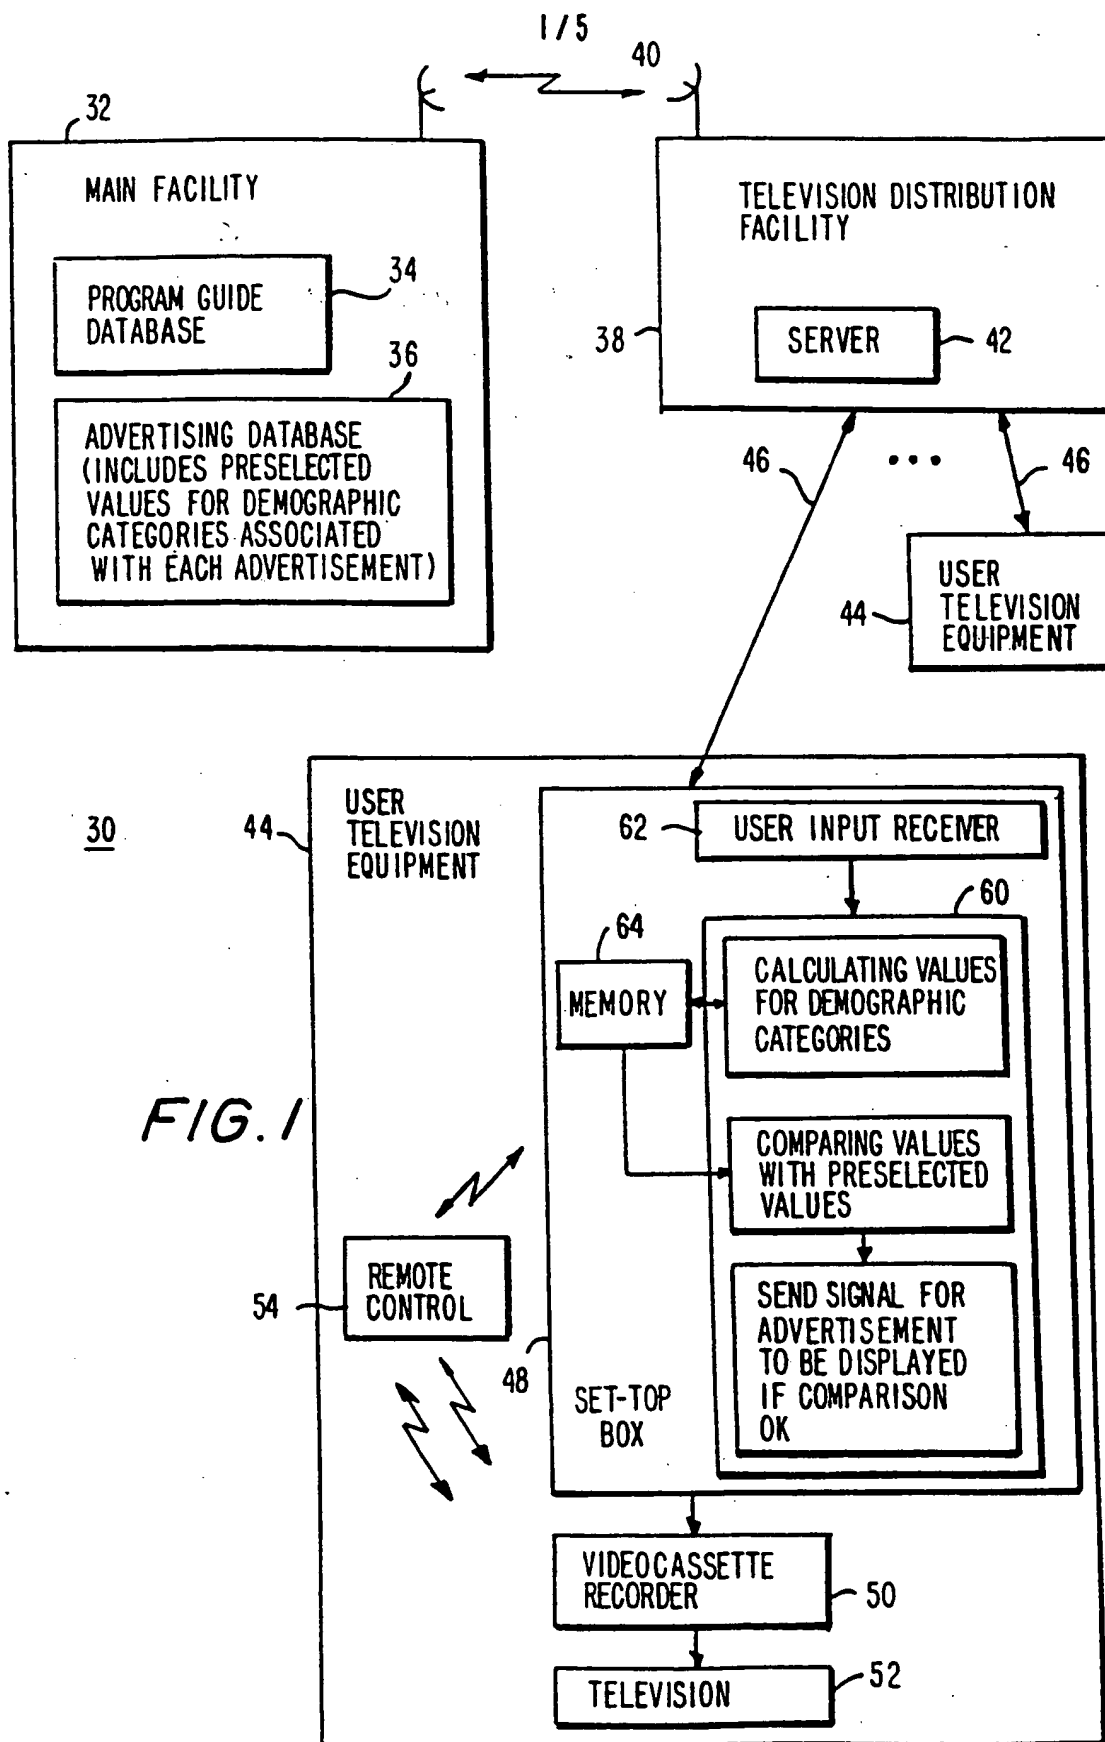 1/5
40
32
MAIN FACILITY
34
PROGRAM GUIDE
DATABASE
36
ADVERTISING DATABASE
(INCLUDES PRESELECTED
VALUES FOR DEMOGRAPHIC
CATEGORIES ASSOCIATED
WITH EACH ADVERTISEMENT)
TELEVISION DISTRIBUTION
FACILITY
38
SERVER
42
46
• • •
46
44
USER
TELEVISION
EQUIPMENT
30
44
USER
TELEVISION
EQUIPMENT
62
USER INPUT RECEIVER
60
64
MEMORY
CALCULATING VALUES
FOR DEMOGRAPHIC
CATEGORIES
FIG. 1
COMPARING VALUES
WITH PRESELECTED
VALUES
54
REMOTE
CONTROL
SEND SIGNAL FOR
ADVERTISEMENT
TO BE DISPLAYED
IF COMPARISON
OK
48
SET-TOP
BOX
VIDEOCASSETTE
RECORDER
50
TELEVISION
52